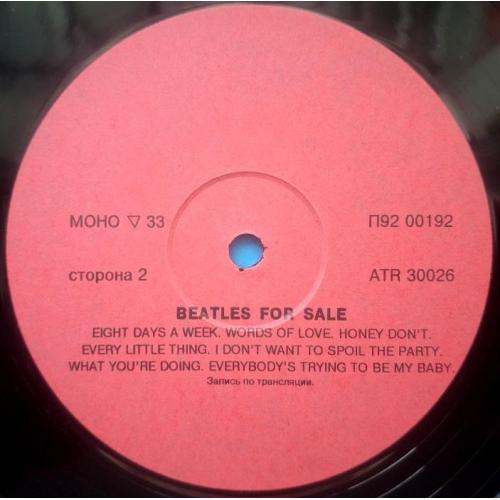 МОНО ▽ 33
П92 00192
сторона 2
ATR 30026
BEATLES FOR SALE
EIGHT DAYS A WEEK. WORDS OF LOVE. HONEY DON'T.
EVERY LITTLE THING. I DON'T WANT TO SPOIL THE PARTY.
WHAT YOU'RE DOING. EVERYBODY'S TRYING TO BE MY BABY.
Запись по трансляции.